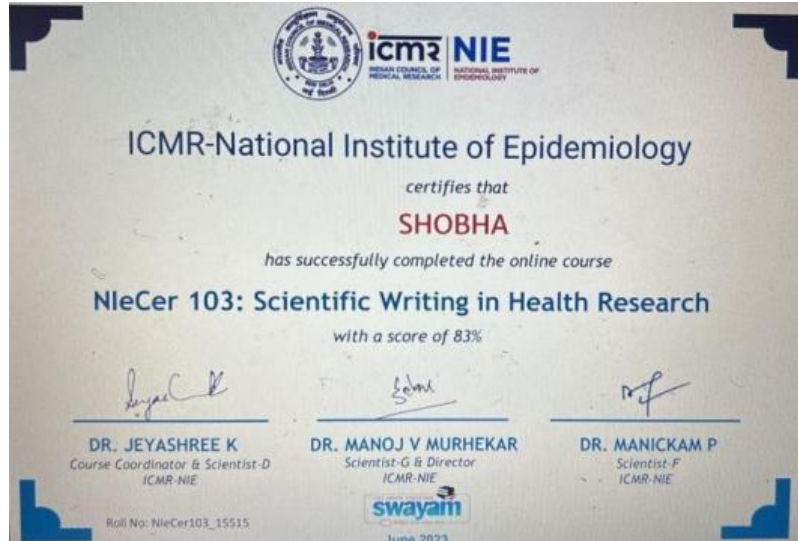 icmr NIE
INDIAN COUNCIL OF
MEDICAL RESEARCH
NATIONAL INSTITUTE OF
EPIDEMIOLOGY
ICMR-National Institute of Epidemiology
certifies that
SHOBHA
has successfully completed the online course
NIeCer 103: Scientific Writing in Health Research
with a score of 83%
DR. JEYASHREE K
Course Coordinator & Scientist-D
ICMR-NIE
DR. MANOJ V MURHEKAR
Scientist-G & Director
ICMR-NIE
DR. MANICKAM P
Scientist-F
ICMR-NIE
swayam
Roll No: NIeCer103_15515
June 2023